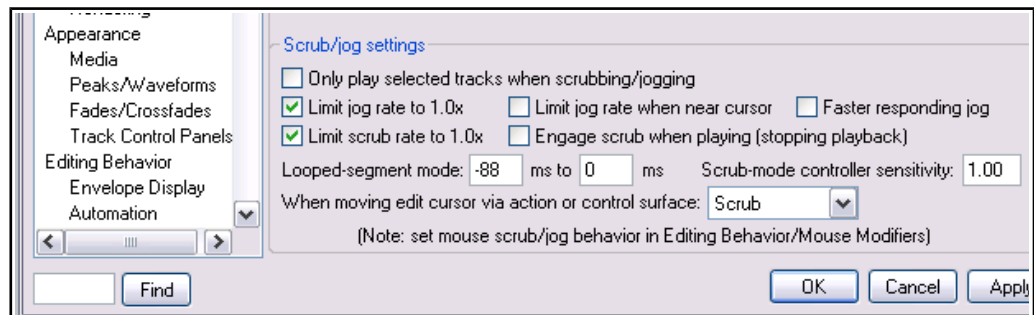 Appearance
Media
Peaks/Waveforms
Fades/Crossfades
Track Control Panels
Editing Behavior
Envelope Display
Automation
Find
Scrub/jog settings
Only play selected tracks when scrubbing/jogging
Limit jog rate to 1.0x Limit jog rate when near cursor Faster responding jog
Limit scrub rate to 1.0x Engage scrub when playing (stopping playback)
Looped-segment mode: -88 ms to 0 ms Scrub-mode controller sensitivity: 1.00
When moving edit cursor via action or control surface: Scrub
(Note: set mouse scrub/jog behavior in Editing Behavior/Mouse Modifiers)
OK Cancel Apply